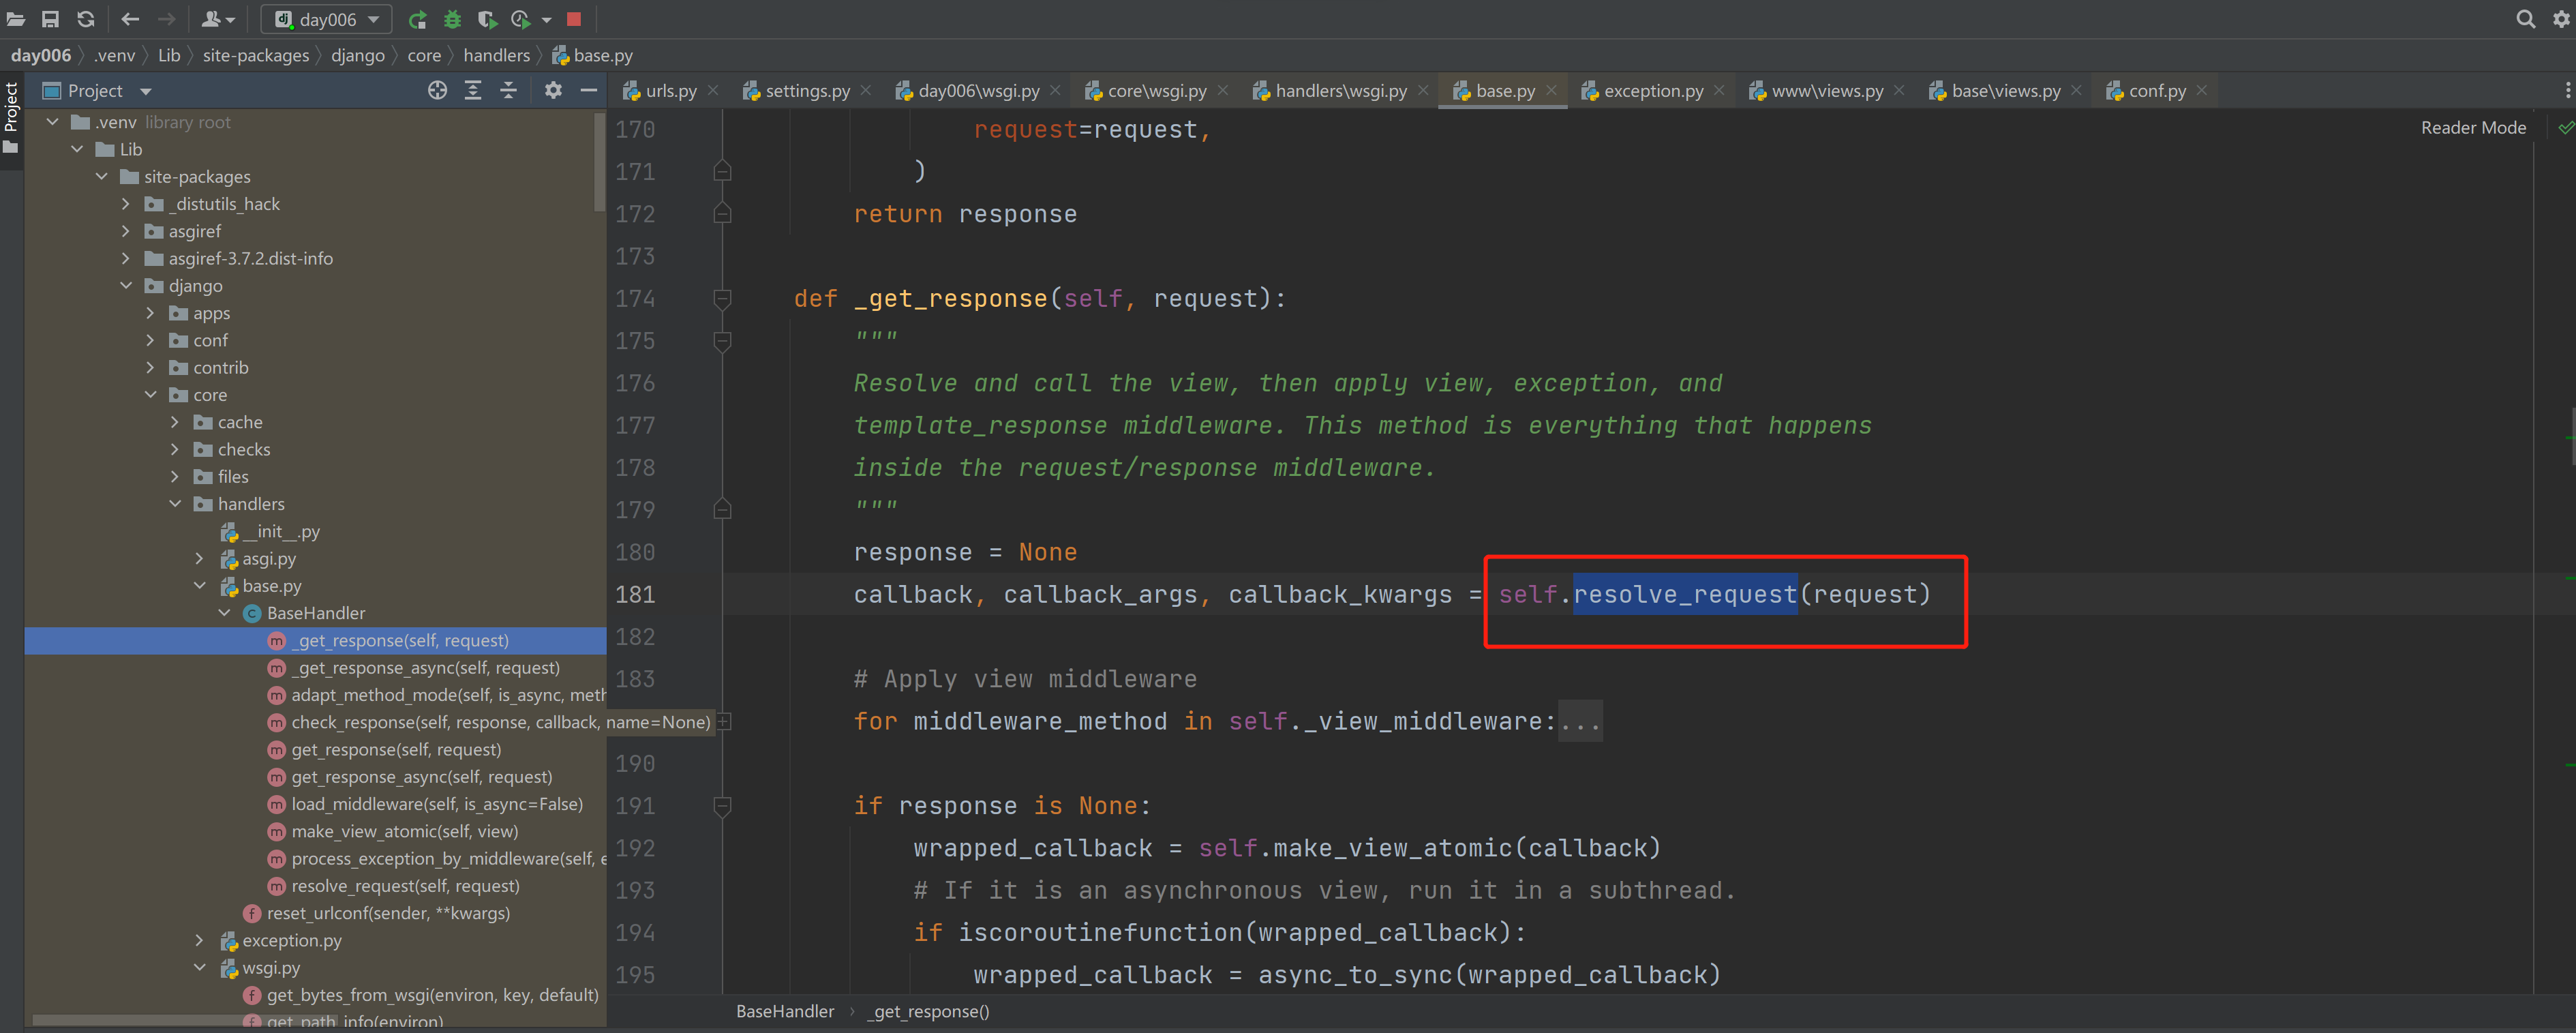 day006
day006 .venv Lib site-packages django core handlers base.py
Project
Project
urls.py settings.py day006\wsgi.py core\wsgi.py handlers\wsgi.py base.py exception.py www\views.py base\views.py conf.py
Reader Mode
.venv library root
Lib
site-packages
_distutils_hack
asgiref
asgiref-3.7.2.dist-info
django
apps
conf
contrib
core
cache
checks
files
handlers
__init__.py
asgi.py
base.py
BaseHandler
_get_response(self, request)
_get_response_async(self, request)
adapt_method_mode(self, is_async, meth
check_response(self, response, callback, name=None)
get_response(self, request)
get_response_async(self, request)
load_middleware(self, is_async=False)
make_view_atomic(self, view)
process_exception_by_middleware(self, e
resolve_request(self, request)
reset_urlconf(sender, **kwargs)
exception.py
wsgi.py
get_bytes_from_wsgi(environ, key, default)
get_path_info(environ)
170 request=request,
171 )
172 return response
173
174 def _get_response(self, request):
175 """
176 Resolve and call the view, then apply view, exception, and
177 template_response middleware. This method is everything that happens
178 inside the request/response middleware.
179 """
180 response = None
181 callback, callback_args, callback_kwargs = self.resolve_request(request)
182
183 # Apply view middleware
for middleware_method in self._view_middleware:...
190
191 if response is None:
192 wrapped_callback = self.make_view_atomic(callback)
193 # If it is an asynchronous view, run it in a subthread.
194 if iscoroutinefunction(wrapped_callback):
195 wrapped_callback = async_to_sync(wrapped_callback)
BaseHandler _get_response()